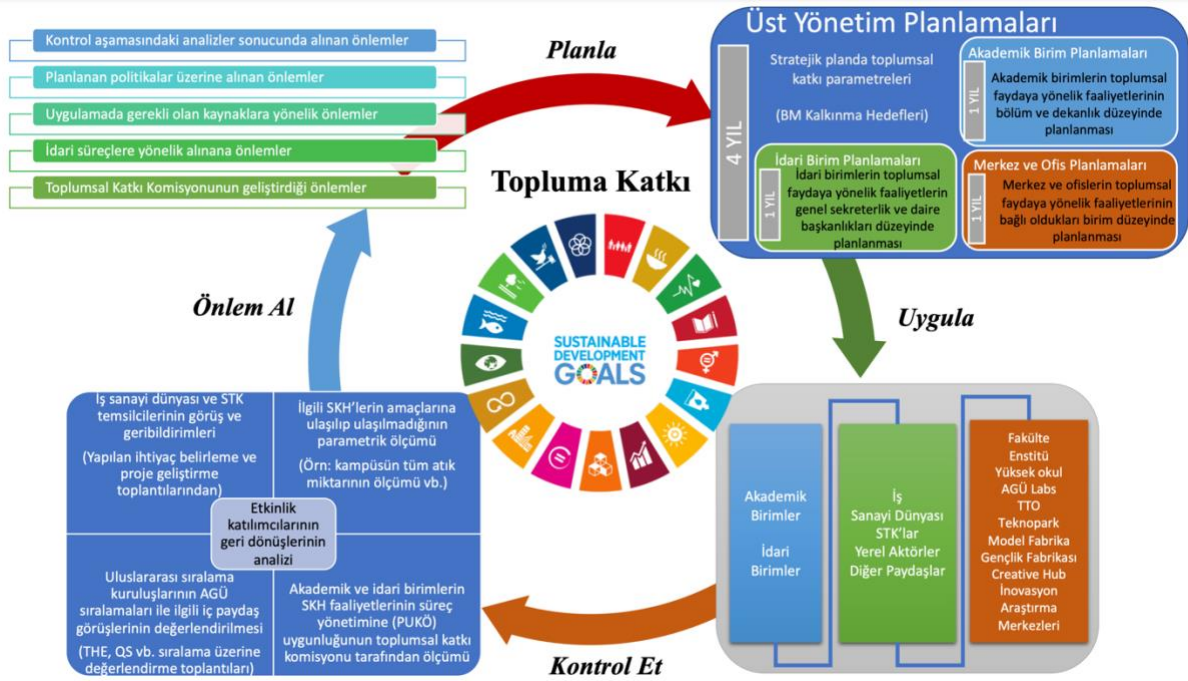 Kontrol aşamasındaki analizler sonucunda alınan önlemler
Planlanan politikalar üzerine alınan önlemler
Uygulamada gerekli olan kaynaklara yönelik önlemler
İdari süreçlere yönelik alınana önlemler
Toplumsal Katkı Komisyonunun geliştirdiği önlemler
Planla
Üst Yönetim Planlamaları
4 YIL
Stratejik planda toplumsal
katkı parametreleri
(BM Kalkınma Hedefleri)
Akademik Birim Planlamaları
1 YIL
Akademik birimlerin toplumsal
faydaya yönelik faaliyetlerinin
bölüm ve dekanlık düzeyinde
planlanması
İdari Birim Planlamaları
1 YIL
İdari birimlerin toplumsal
faydaya yönelik faaliyetlerin
genel sekreterlik ve daire
başkanlıkları düzeyinde
planlanması
Merkez ve Ofis Planlamaları
1 YIL
Merkez ve ofislerin toplumsal
faydaya yönelik faaliyetlerinin
bağlı oldukları birim düzeyinde
planlanması
Topluma Katkı
SUSTAINABLE
DEVELOPMENT
GOALS
Önlem Al
Uygula
İş sanayi dünyası ve STK
temsilcilerinin görüş ve
geribildirimleri
(Yapılan ihtiyaç belirleme ve
proje geliştirme
toplantılarından)
İlgili SKH'lerin amaçlarına
ulaşılıp ulaşılmadığının
parametrik ölçümü
(Örn: kampüsün tüm atık
miktarının ölçümü vb.)
Etkinlik
katılımcılarının
geri dönüşlerinin
analizi
Uluslararası sıralama
kuruluşlarının AGÜ
sıralamaları ile ilgili iç paydaş
görüşlerinin değerlendirilmesi
(THE, QS vb. sıralama üzerine
değerlendirme toplantıları)
Akademik ve idari birimlerin
SKH faaliyetlerinin süreç
yönetimine (PUKÖ)
uygunluğunun toplumsal katkı
komisyonu tarafından ölçümü
Akademik
Birimler
İdari
Birimler
İş
Sanayi Dünyası
STK'lar
Yerel Aktörler
Diğer Paydaşlar
Fakülte
Enstitü
Yüksek okul
AGÜ Labs
TTO
Teknopark
Model Fabrika
Gençlik Fabrikası
Creative Hub
İnovasyon
Araştırma
Merkezleri
Kontrol Et